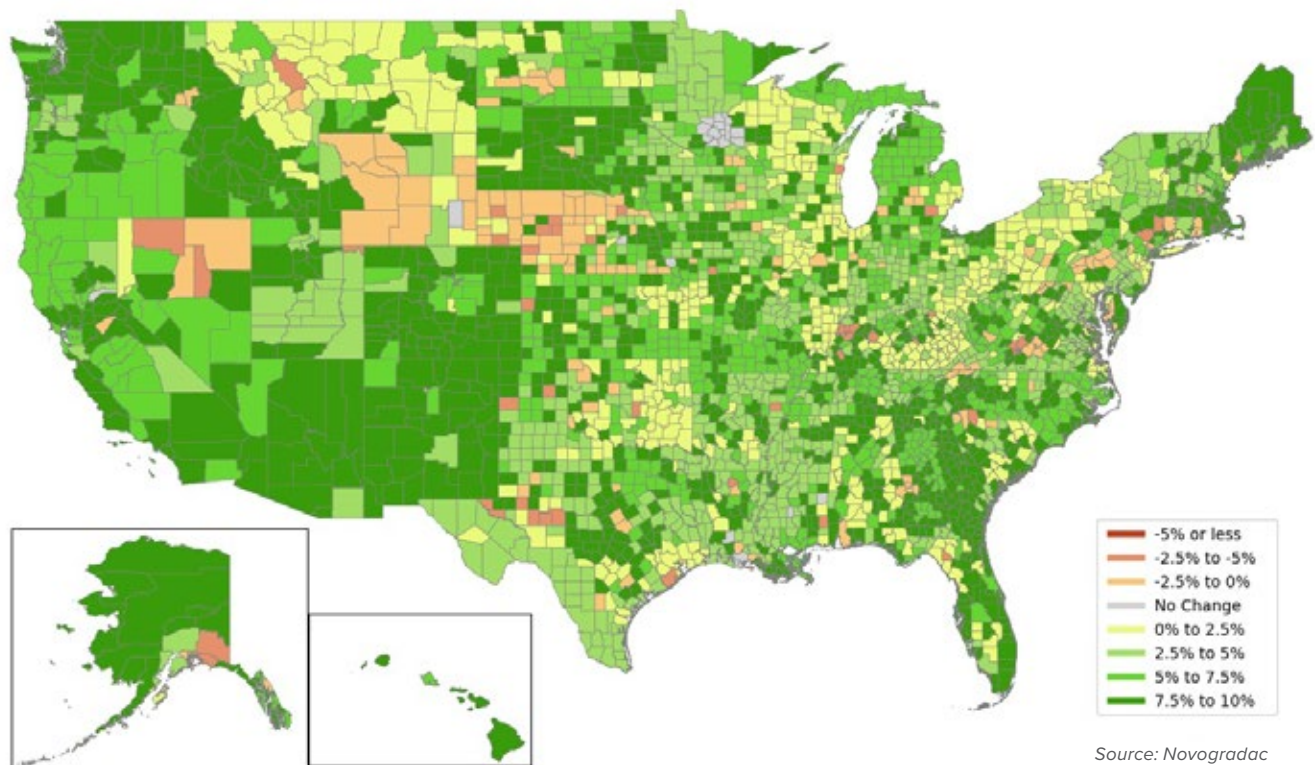 -5% or less
-2.5% to -5%
-2.5% to 0%
No Change
0% to 2.5%
2.5% to 5%
5% to 7.5%
7.5% to 10%
Source: Novogradac